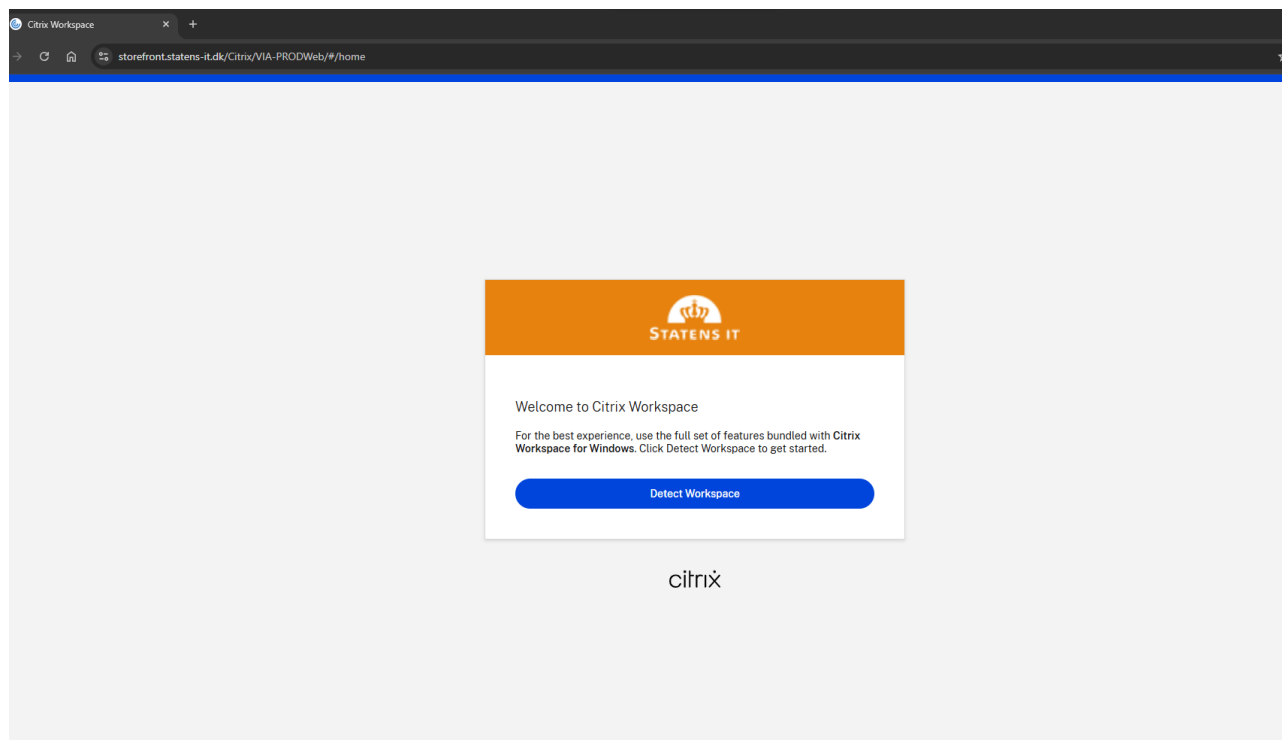 Citrix Workspace
storefront.statens-it.dk/Citrix/VIA-PRODWeb/#/home
STATENS IT
Welcome to Citrix Workspace
For the best experience, use the full set of features bundled with Citrix
Workspace for Windows. Click Detect Workspace to get started.
Detect Workspace
citrix